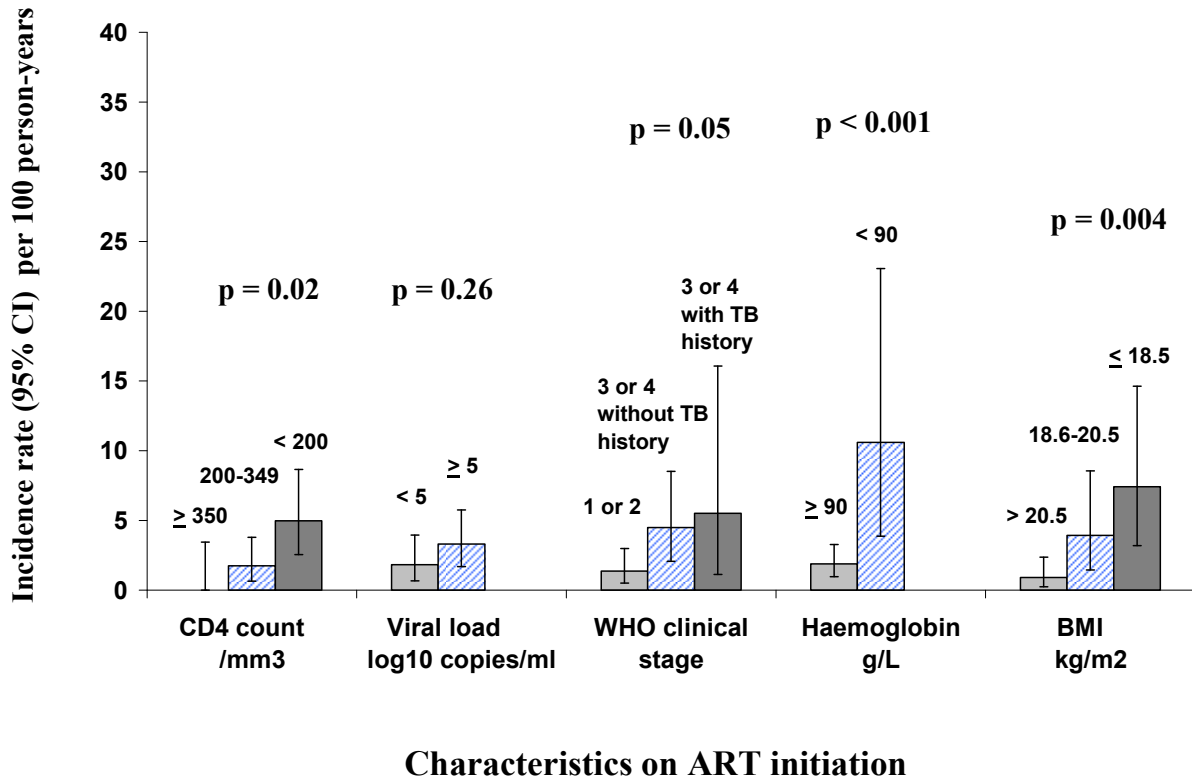 Incidence rate (95% CI) per 100 person-years
40
35
30
25
20
15
10
5
0
p = 0.02
p = 0.26
p = 0.05
p < 0.001
p = 0.004
≥ 350
200-349
< 200
< 5
≥ 5
1 or 2
3 or 4
without TB
history
3 or 4
with TB
history
≥ 90
< 90
> 20.5
18.6-20.5
≤ 18.5
CD4 count
/mm3
Viral load
log10 copies/ml
WHO clinical
stage
Haemoglobin
g/L
BMI
kg/m2
Characteristics on ART initiation